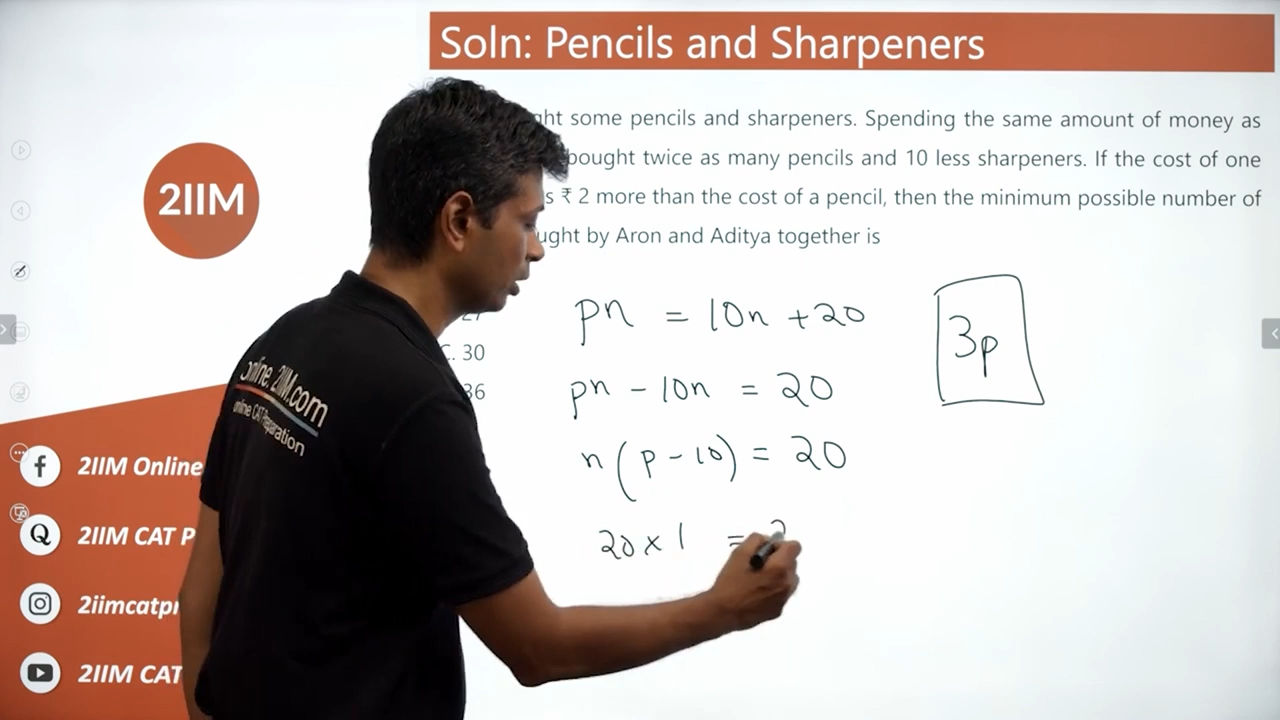 Soln: Pencils and Sharpeners
some pencils and sharpeners. Spending the same amount of money as
bought twice as many pencils and 10 less sharpeners. If the cost of one
₹ 2 more than the cost of a pencil, then the minimum possible number of
by Aron and Aditya together is
2IIM
pn = 10n + 20
3p
C. 30
pn - 10n = 20
36
n(p - 10) = 20
20 x 1 =
online.2IIM.com
online CAT Preparation
2IIM Online
2IIM CAT P
2iimcatpr
2IIM CAT